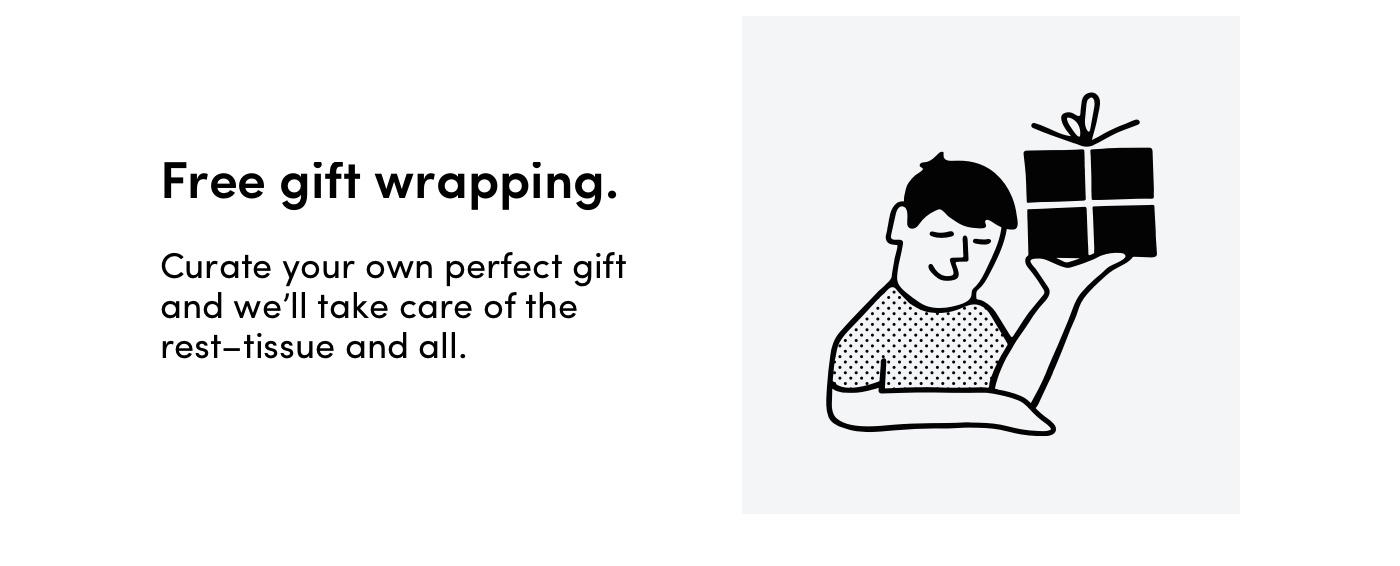 Free gift wrapping.
Curate your own perfect gift
and we’ll take care of the
rest–tissue and all.